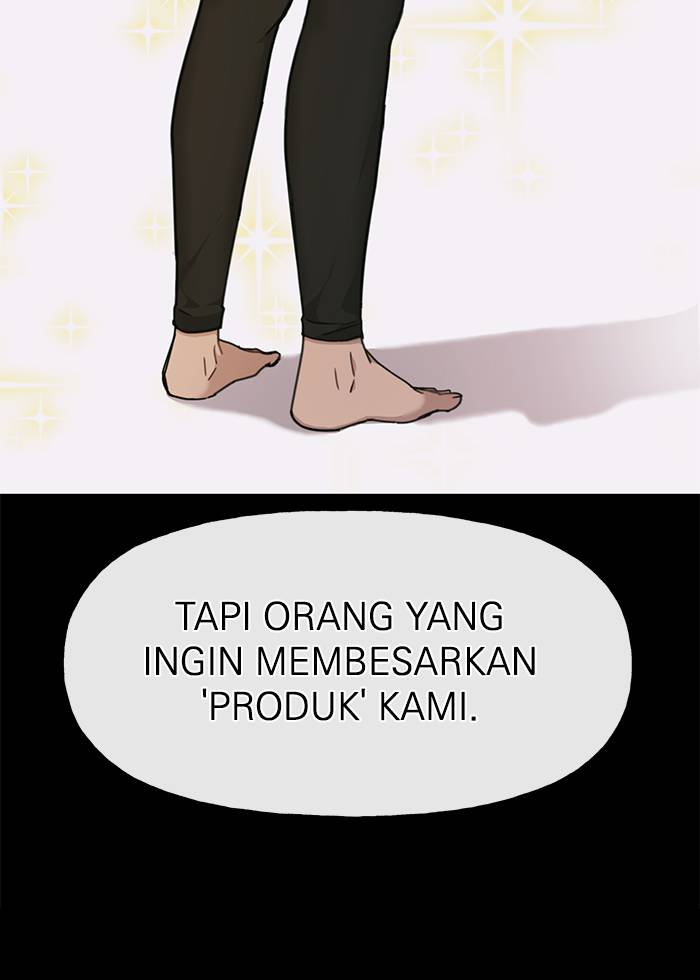 TAPI ORANG YANG
INGIN MEMBESARKAN
'PRODUK' KAMI.